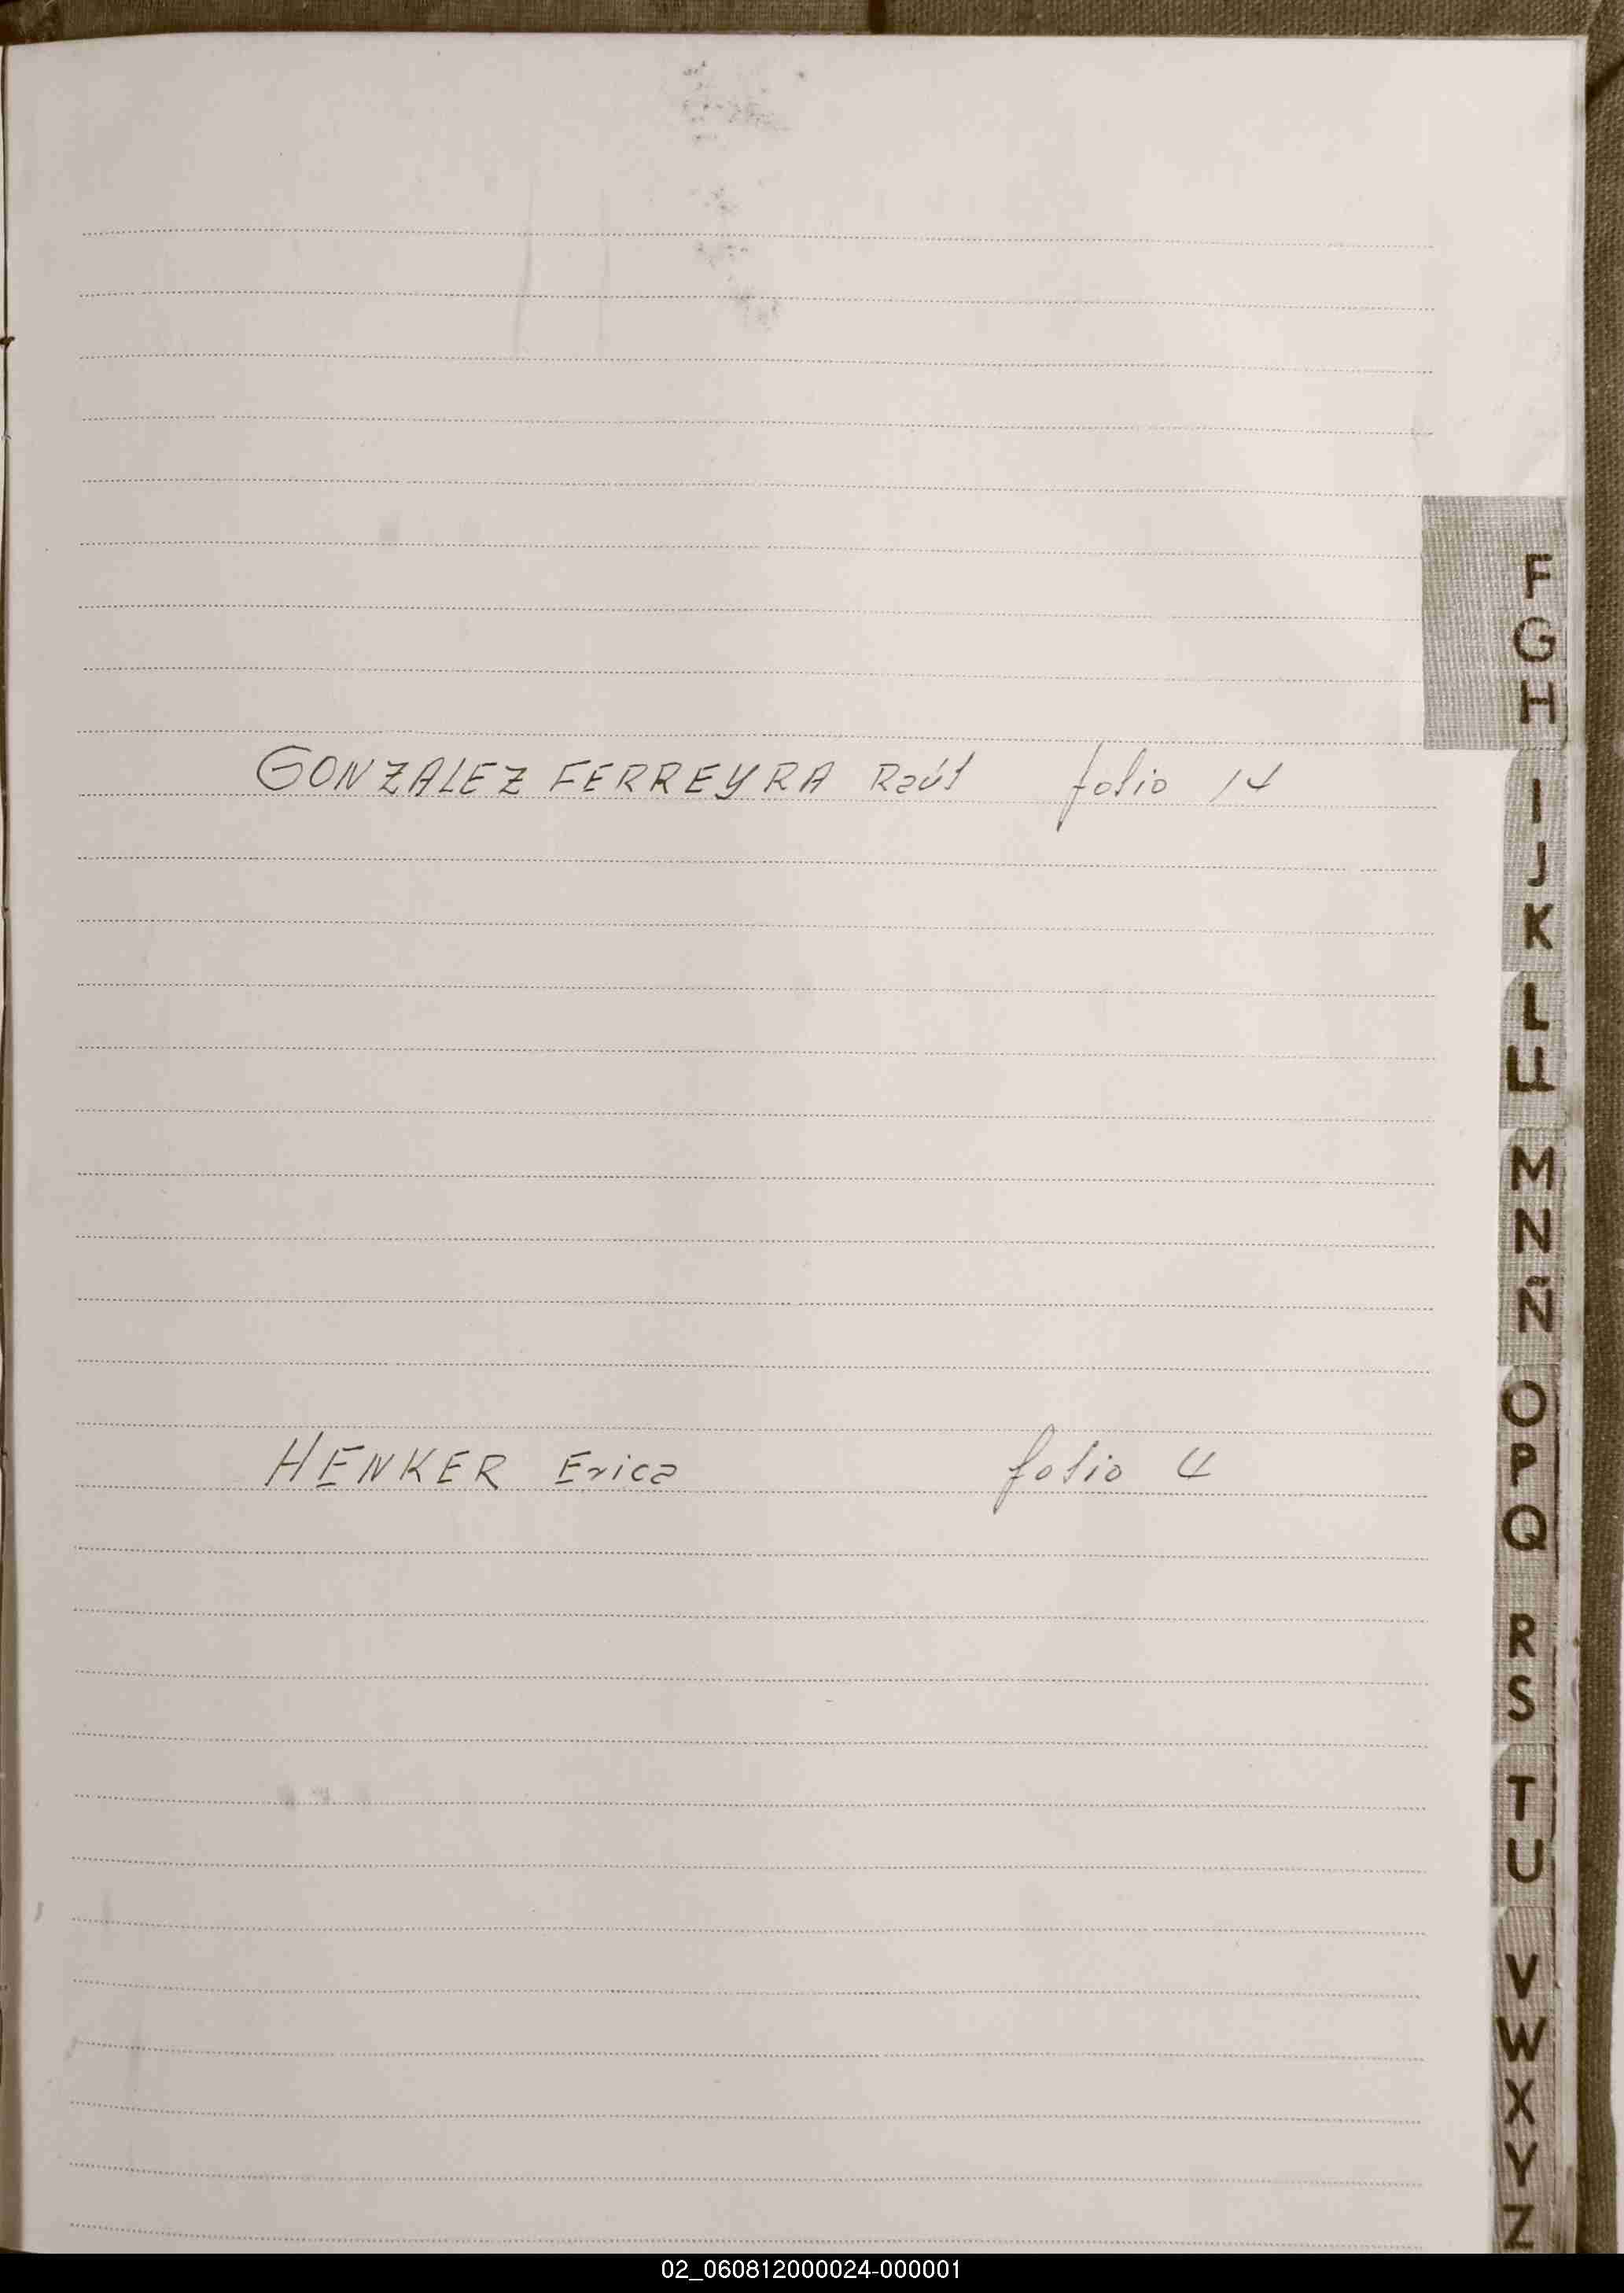 F
G
H
GONZALEZ FERREYRA Raúl folio 14
I
J
K
L
LL
M
N
Ñ
O
P
HENKER Erica folio 4
Q
R
S
T
U
V
W
X
Y
Z
02_060812000024-000001